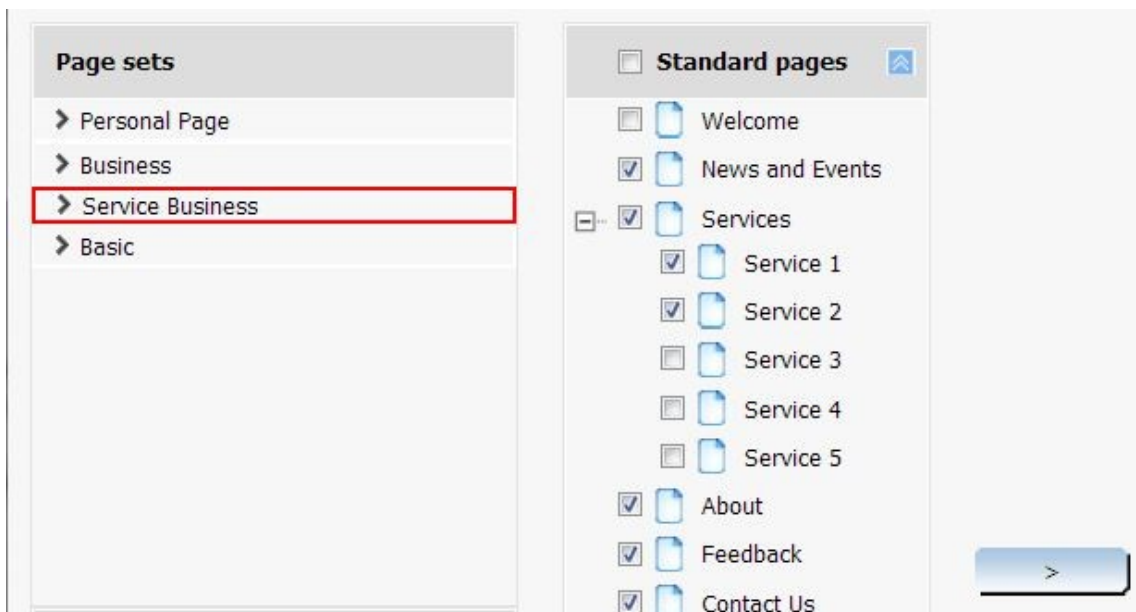 Page sets
Personal Page
Business
Service Business
Basic
Standard pages
Welcome
News and Events
Services
Service 1
Service 2
Service 3
Service 4
Service 5
About
Feedback
Contact Us
>